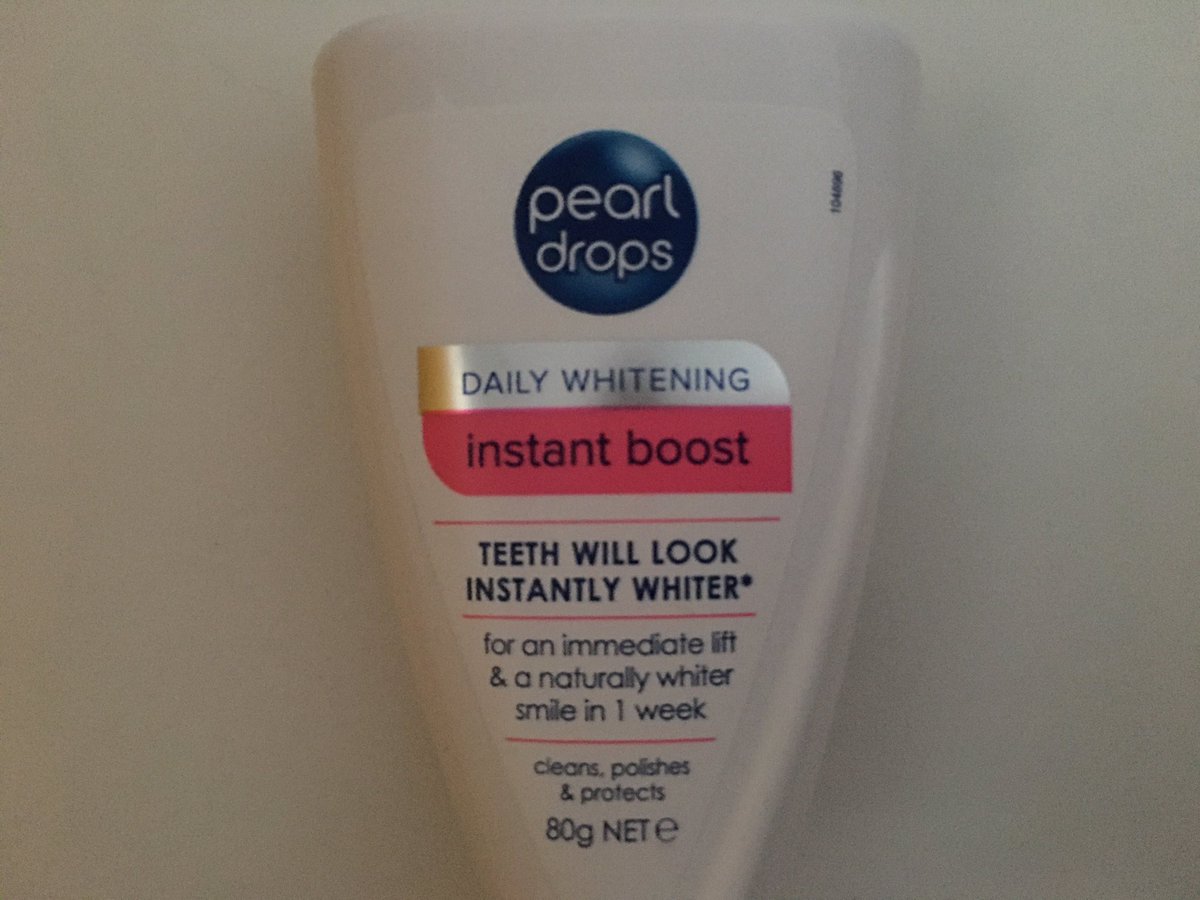 pearl
drops
104696
DAILY WHITENING
instant boost
TEETH WILL LOOK
INSTANTLY WHITER*
for an immediate lift
& a naturally whiter
smile in 1 week
cleans, polishes
& protects
80g NET ℮